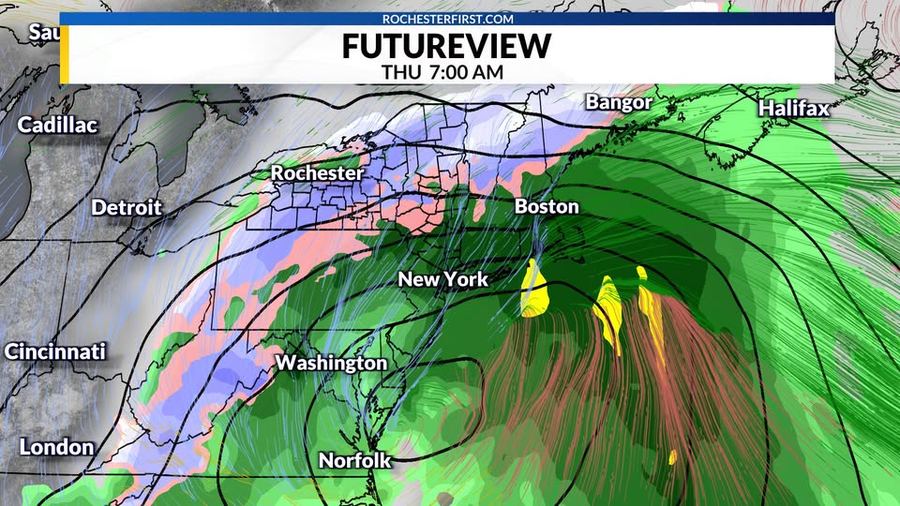 ROCHESTERFIRST.COM
FUTUREVIEW
THU 7:00 AM
Sau
Bangor
Halifax
Cadillac
Rochester
Detroit
Boston
New York
Cincinnati
Washington
London
Norfolk